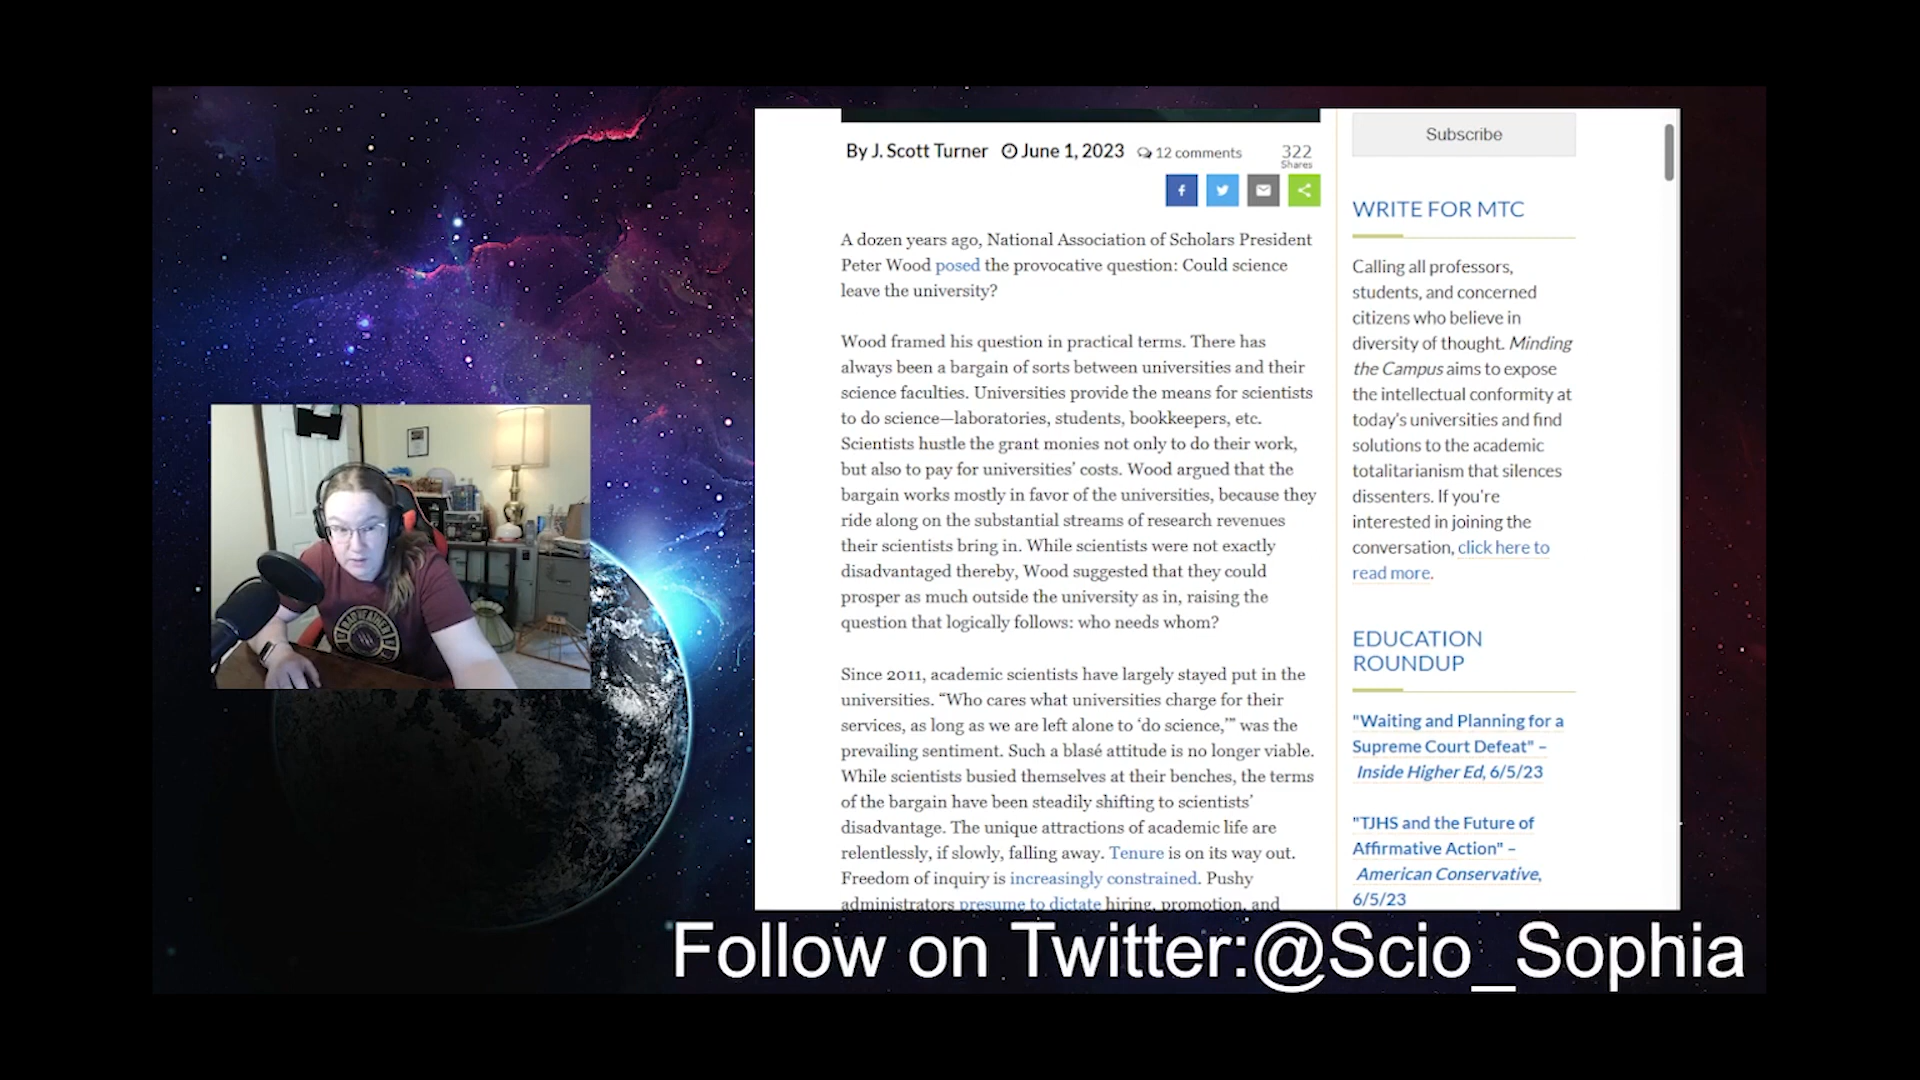 By J. Scott Turner June 1, 2023 12 comments
322
Shares
A dozen years ago, National Association of Scholars President
Peter Wood posed the provocative question: Could science
leave the university?
Wood framed his question in practical terms. There has
always been a bargain of sorts between universities and their
science faculties. Universities provide the means for scientists
to do science—laboratories, students, bookkeepers, etc.
Scientists hustle the grant monies not only to do their work,
but also to pay for universities' costs. Wood argued that the
bargain works mostly in favor of the universities, because they
ride along on the substantial streams of research revenues
their scientists bring in. While scientists were not exactly
disadvantaged thereby, Wood suggested that they could
prosper as much outside the university as in, raising the
question that logically follows: who needs whom?
Since 2011, academic scientists have largely stayed put in the
universities. “Who cares what universities charge for their
services, as long as we are left alone to ‘do science,’” was the
prevailing sentiment. Such a blasé attitude is no longer viable.
While scientists busied themselves at their benches, the terms
of the bargain have been steadily shifting to scientists’
disadvantage. The unique attractions of academic life are
relentlessly, if slowly, falling away. Tenure is on its way out.
Freedom of inquiry is increasingly constrained. Pushy
administrators presume to dictate hiring, promotion, and
Subscribe
WRITE FOR MTC
Calling all professors,
students, and concerned
citizens who believe in
diversity of thought. Minding
the Campus aims to expose
the intellectual conformity at
today's universities and find
solutions to the academic
totalitarianism that silences
dissenters. If you're
interested in joining the
conversation, click here to
read more.
EDUCATION
ROUNDUP
"Waiting and Planning for a
Supreme Court Defeat" –
Inside Higher Ed, 6/5/23
"TJHS and the Future of
Affirmative Action" –
American Conservative,
6/5/23
Follow on Twitter:@Scio_Sophia